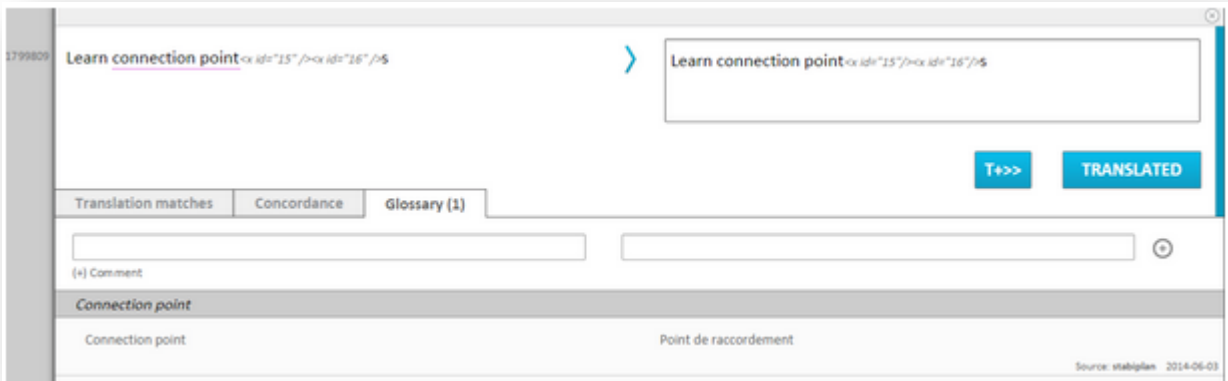 1799809
Learn connection point<x id="15" /><x id="16" />s
Learn connection point<x id="15"/><x id="16"/>s
T+>>
TRANSLATED
Translation matches
Concordance
Glossary (1)
(+) Comment
Connection point
Connection point
Point de raccordement
Source: stabiplan 2014-06-03